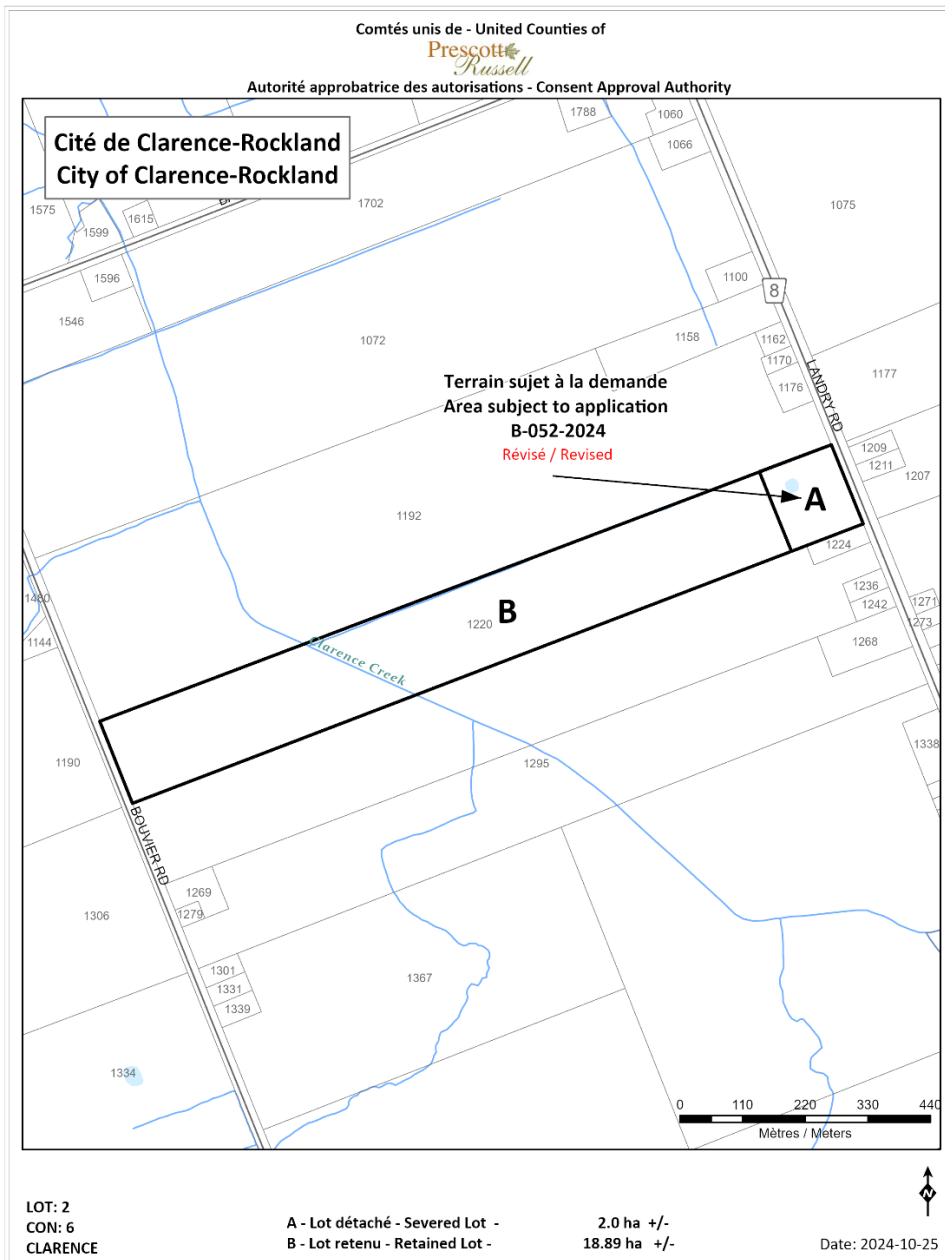 Comtés unis de - United Counties of
Prescott
Russell
Autorité approbatrice des autorisations - Consent Approval Authority
Cité de Clarence-Rockland
City of Clarence-Rockland
1788
1060
1066
1575
1599
1615
1702
1075
1596
1546
1100
8
1072
1158
1162
1170
1176
LANDRY RD
1177
Terrain sujet à la demande
Area subject to application
B-052-2024
Révisé / Revised
1209
1211
1207
A
1192
1224
1480
1144
B
1220
1236
1242
1271
1273
1268
Clarence Creek
1190
1295
1338
BOUVIER RD
1269
1279
1306
1301
1331
1339
1367
1334
0 110 220 330 440
Mètres / Meters
N
LOT: 2
CON: 6
CLARENCE
A - Lot détaché - Severed Lot - 2.0 ha +/-
B - Lot retenu - Retained Lot - 18.89 ha +/-
Date: 2024-10-25